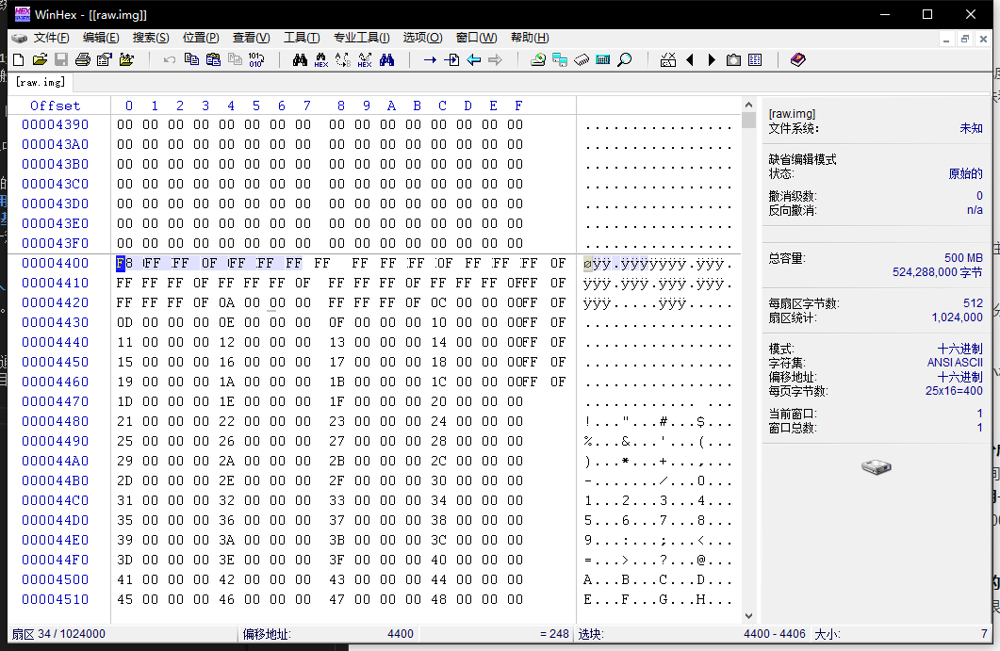 WinHex - [[raw.img]]
文件(F) 编辑(E) 搜索(S) 位置(P) 查看(V) 工具(T) 专业工具(I) 选项(O) 窗口(W) 帮助(H)
[raw.img]
Offset 0 1 2 3 4 5 6 7 8 9 A B C D E F
00004390 00 00 00 00 00 00 00 00 00 00 00 00 00 00 00 00 ................
000043A0 00 00 00 00 00 00 00 00 00 00 00 00 00 00 00 00 ................
000043B0 00 00 00 00 00 00 00 00 00 00 00 00 00 00 00 00 ................
000043C0 00 00 00 00 00 00 00 00 00 00 00 00 00 00 00 00 ................
000043D0 00 00 00 00 00 00 00 00 00 00 00 00 00 00 00 00 ................
000043E0 00 00 00 00 00 00 00 00 00 00 00 00 00 00 00 00 ................
000043F0 00 00 00 00 00 00 00 00 00 00 00 00 00 00 00 00 ................
00004400 F8 FF FF 0F FF FF FF FF FF FF FF 0F FF FF FF 0F øÿÿ.ÿÿÿÿÿÿÿ.ÿÿÿ.
00004410 FF FF FF 0F FF FF FF 0F FF FF FF 0F FF FF FF 0FFF 0F ÿÿÿ.ÿÿÿ.ÿÿÿ.ÿÿÿ.
00004420 FF FF FF 0F 0A 00 00 00 FF FF FF 0F 0C 00 00 00FF 0F ÿÿÿ.....ÿÿÿ.....
00004430 0D 00 00 00 0E 00 00 00 0F 00 00 00 10 00 00 00FF 0F ................
00004440 11 00 00 00 12 00 00 00 13 00 00 00 14 00 00 00FF 0F ................
00004450 15 00 00 00 16 00 00 00 17 00 00 00 18 00 00 00FF 0F ................
00004460 19 00 00 00 1A 00 00 00 1B 00 00 00 1C 00 00 00FF 0F ................
00004470 1D 00 00 00 1E 00 00 00 1F 00 00 00 20 00 00 00 ............ ...
00004480 21 00 00 00 22 00 00 00 23 00 00 00 24 00 00 00 !..."...#...$...
00004490 25 00 00 00 26 00 00 00 27 00 00 00 28 00 00 00 %...&...'...(...
000044A0 29 00 00 00 2A 00 00 00 2B 00 00 00 2C 00 00 00 )...*...+...,...
000044B0 2D 00 00 00 2E 00 00 00 2F 00 00 00 30 00 00 00 -......./...0...
000044C0 31 00 00 00 32 00 00 00 33 00 00 00 34 00 00 00 1...2...3...4...
000044D0 35 00 00 00 36 00 00 00 37 00 00 00 38 00 00 00 5...6...7...8...
000044E0 39 00 00 00 3A 00 00 00 3B 00 00 00 3C 00 00 00 9...:...;...<...
000044F0 3D 00 00 00 3E 00 00 00 3F 00 00 00 40 00 00 00 =...>...?...@...
00004500 41 00 00 00 42 00 00 00 43 00 00 00 44 00 00 00 A...B...C...D...
00004510 45 00 00 00 46 00 00 00 47 00 00 00 48 00 00 00 E...F...G...H...
[raw.img]
文件系统: 未知
缺省编辑模式
状态: 原始的
撤消级数: 0
反向撤消: n/a
总容量: 500 MB
524,288,000 字节
每扇区字节数: 512
扇区统计: 1,024,000
模式: 十六进制
字符集: ANSI ASCII
偏移地址: 十六进制
每页字节数: 25x16=400
当前窗口: 1
窗口总数: 1
扇区 34 / 1024000 偏移地址: 4400 = 248 选块: 4400 - 4406 大小: 7